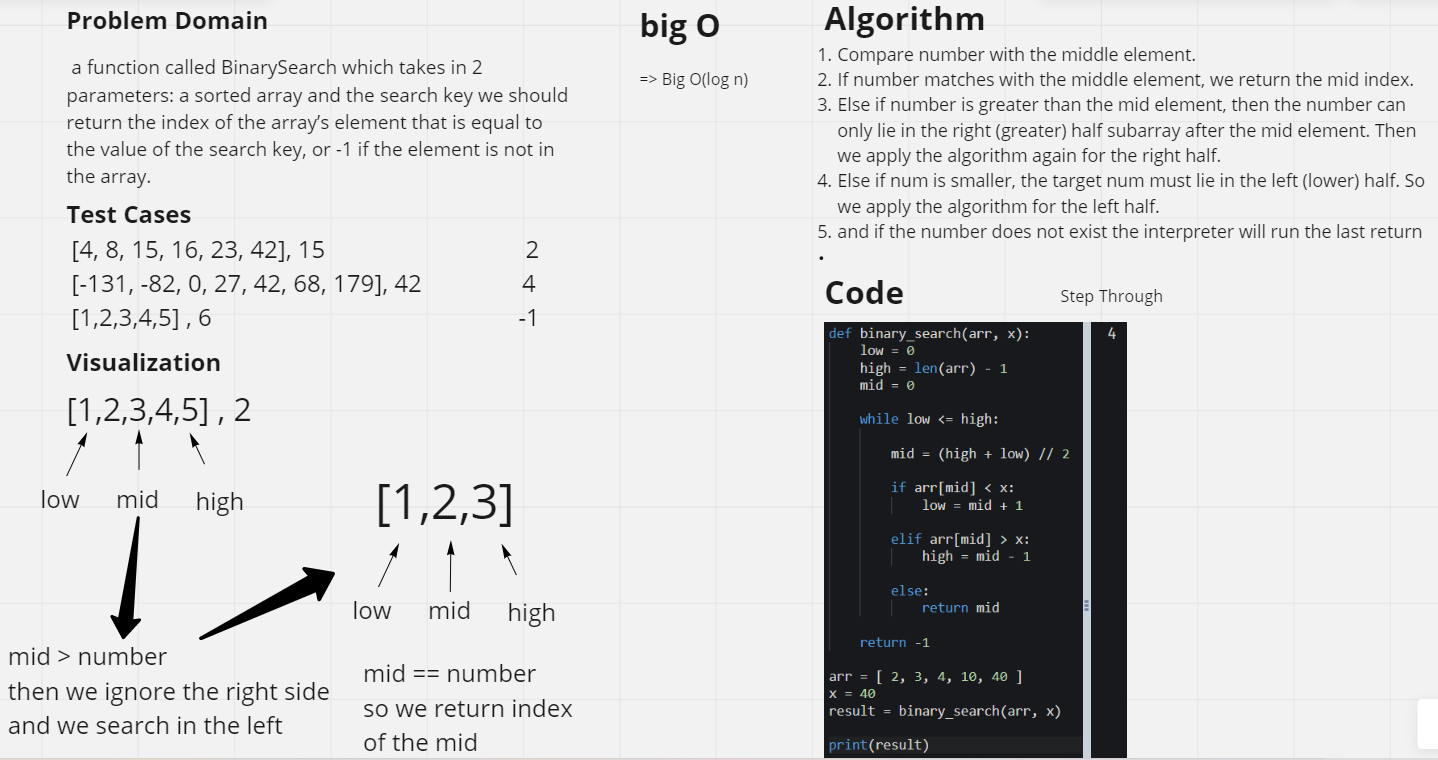 Problem Domain
a function called BinarySearch which takes in 2
parameters: a sorted array and the search key we should
return the index of the array's element that is equal to
the value of the search key, or -1 if the element is not in
the array.
Test Cases
[4, 8, 15, 16, 23, 42], 15 2
[-131, -82, 0, 27, 42, 68, 179], 42 4
[1,2,3,4,5] , 6 -1
Visualization
[1,2,3,4,5] , 2
low mid high
mid > number
then we ignore the right side
and we search in the left
[1,2,3]
low mid high
mid == number
so we return index
of the mid
big O
=> Big O(log n)
Algorithm
1. Compare number with the middle element.
2. If number matches with the middle element, we return the mid index.
3. Else if number is greater than the mid element, then the number can
only lie in the right (greater) half subarray after the mid element. Then
we apply the algorithm again for the right half.
4. Else if num is smaller, the target num must lie in the left (lower) half. So
we apply the algorithm for the left half.
5. and if the number does not exist the interpreter will run the last return
.
Code
Step Through
def binary_search(arr, x):
    low = 0
    high = len(arr) - 1
    mid = 0
    while low <= high:
        mid = (high + low) // 2
        if arr[mid] < x:
            low = mid + 1
        elif arr[mid] > x:
            high = mid - 1
        else:
            return mid
    return -1
arr = [ 2, 3, 4, 10, 40 ]
x = 40
result = binary_search(arr, x)
print(result)
4